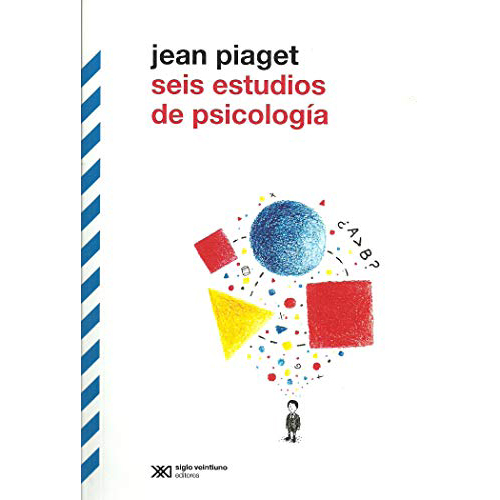 jean piaget
seis estudios
de psicología
¿A>B?
siglo veintiuno
editores